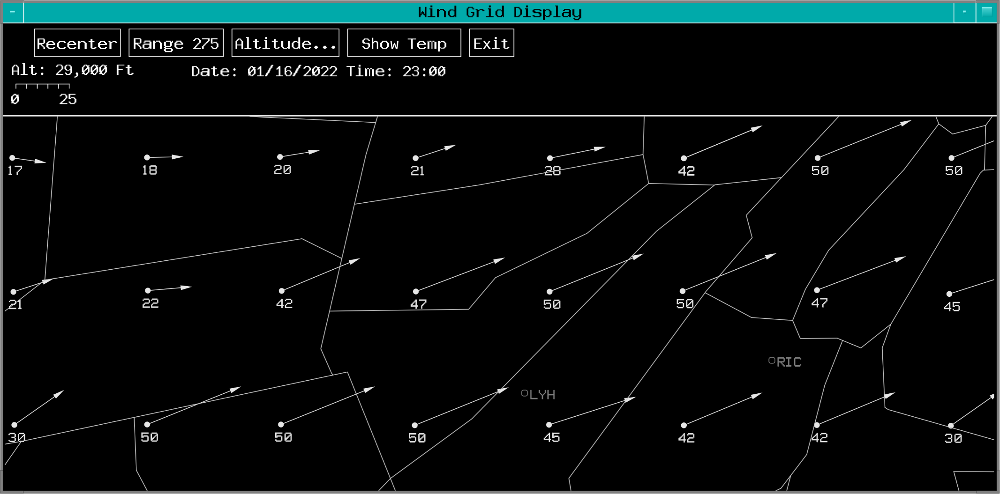 Wind Grid Display
Recenter Range 275 Altitude... Show Temp Exit
Alt: 29,000 Ft Date: 01/16/2022 Time: 23:00
0 25
17 18 20 21 28 42 50 50
21 22 42 47 50 50 47 45
RIC
LYH
30 50 50 50 45 42 42 30